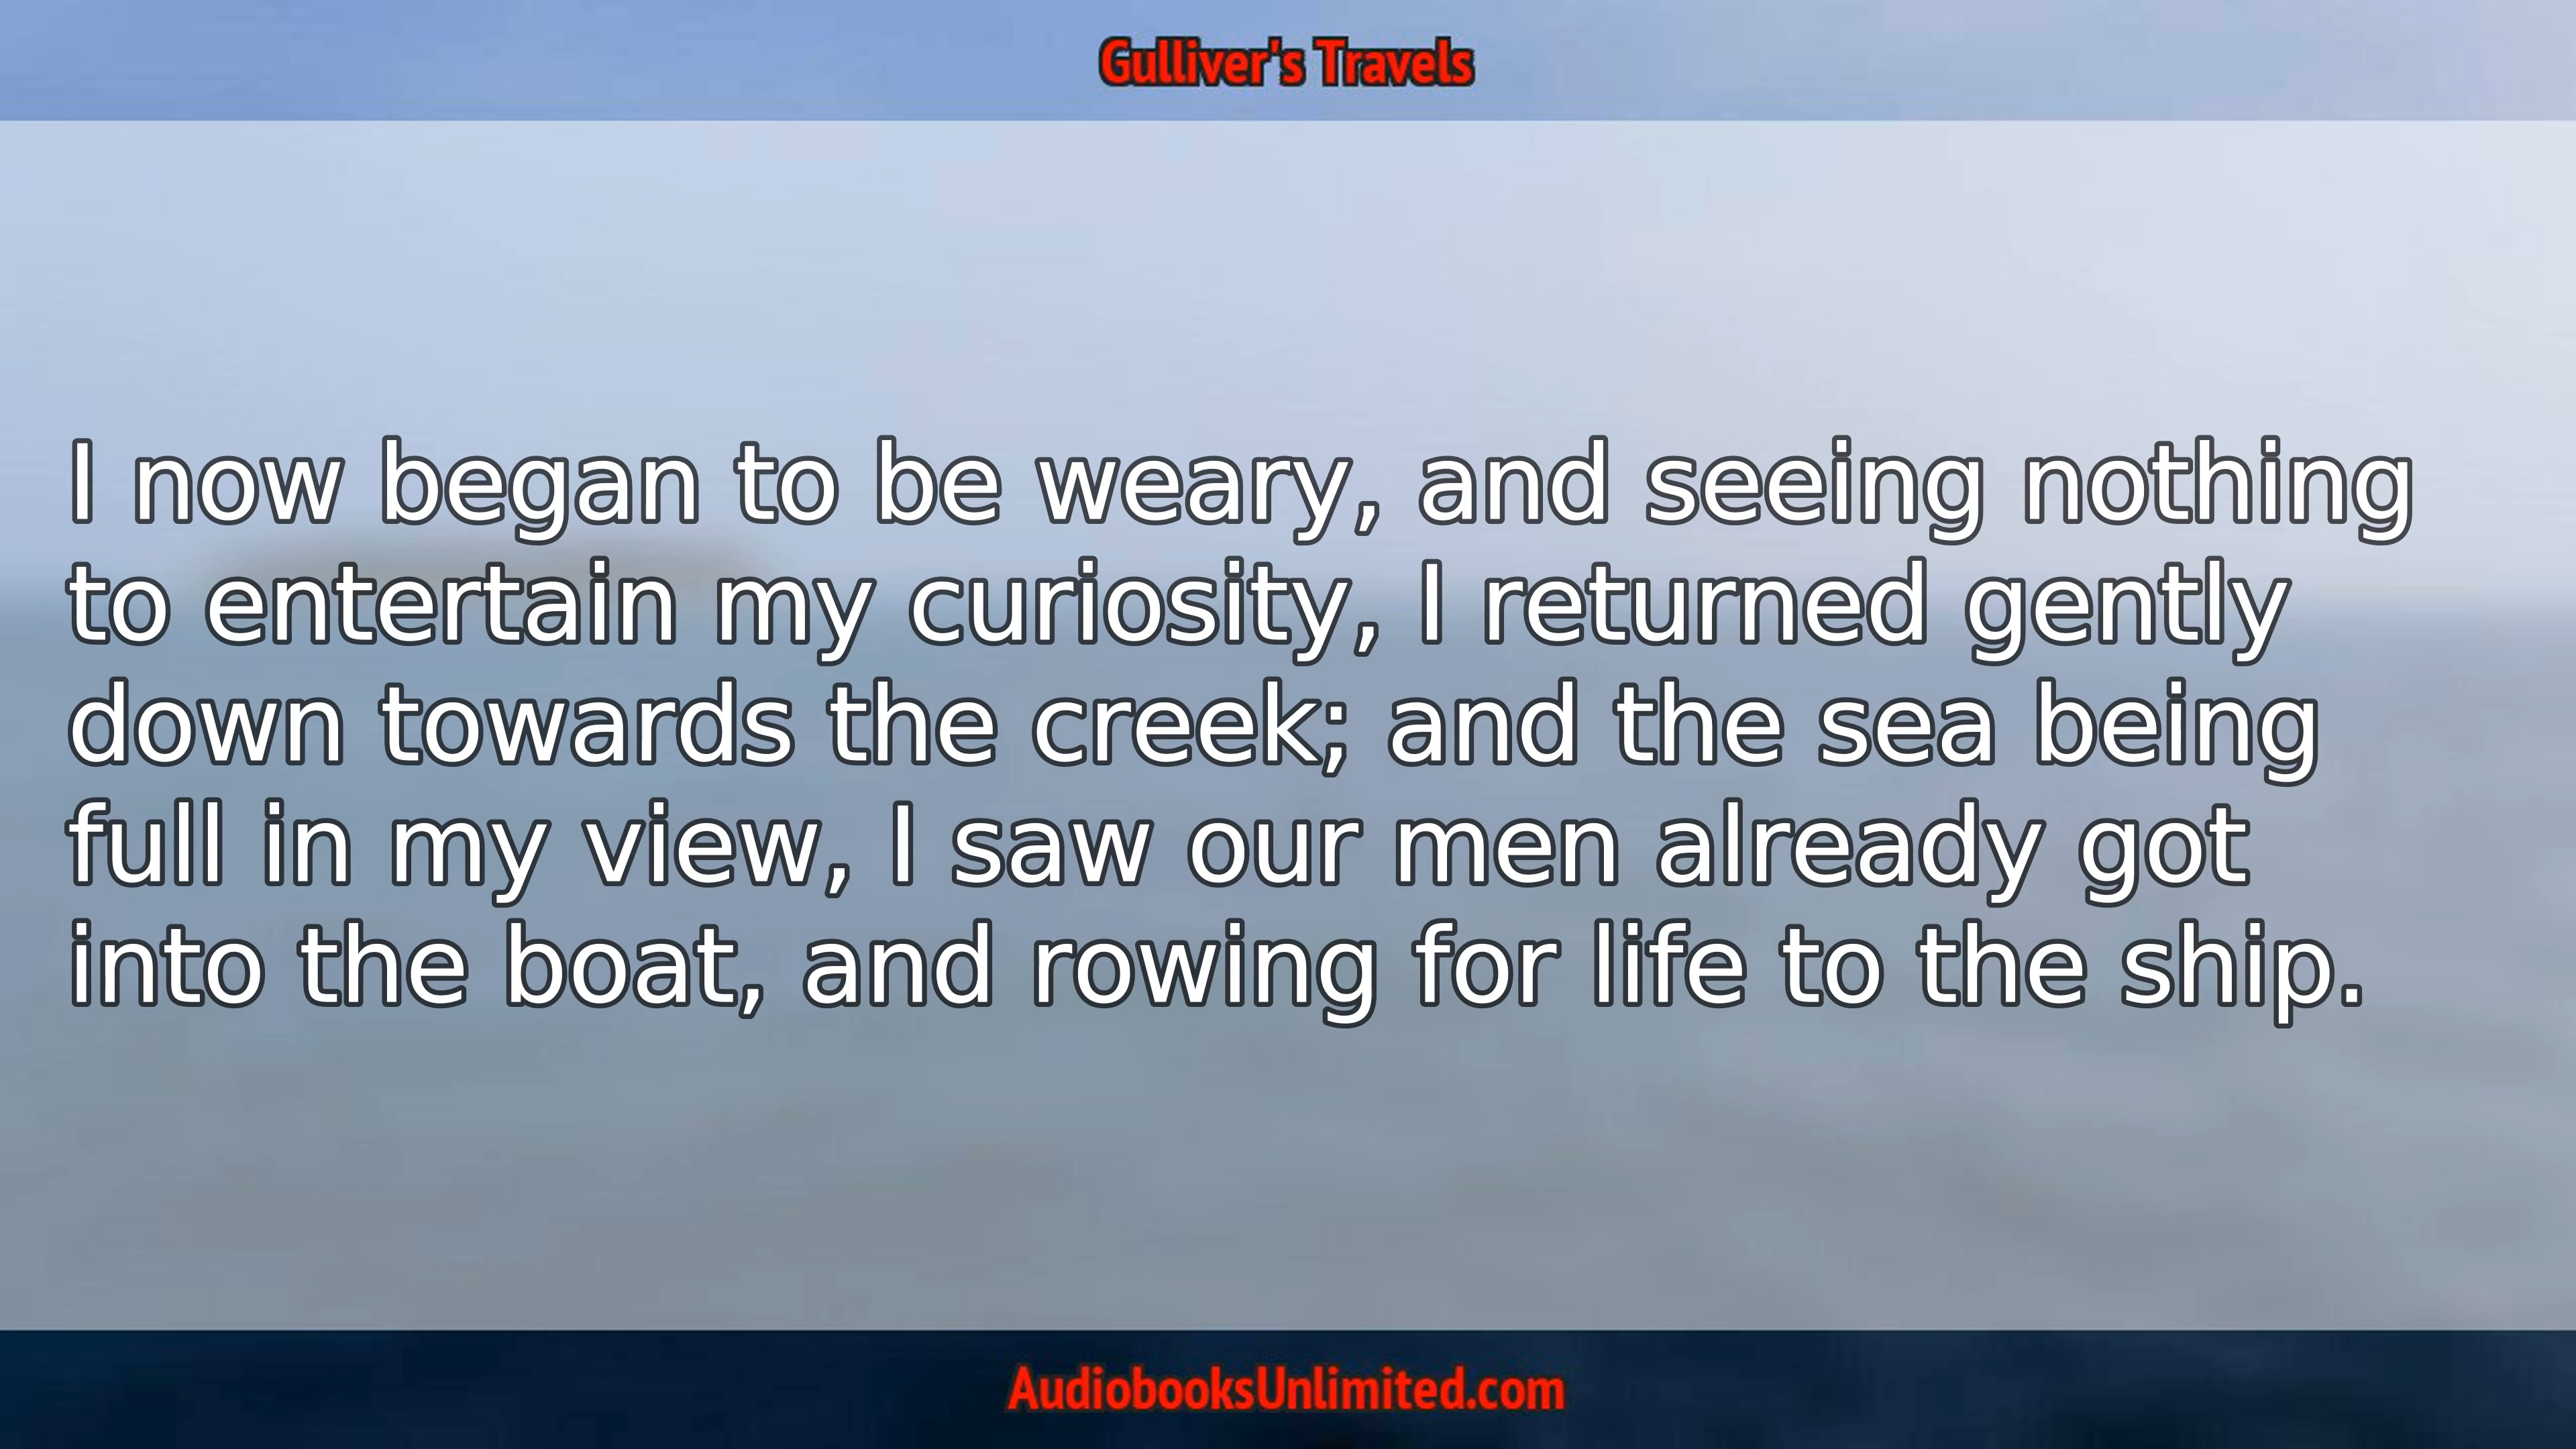 Gulliver's Travels
I now began to be weary, and seeing nothing
to entertain my curiosity, I returned gently
down towards the creek; and the sea being
full in my view, I saw our men already got
into the boat, and rowing for life to the ship.
AudiobooksUnlimited.com